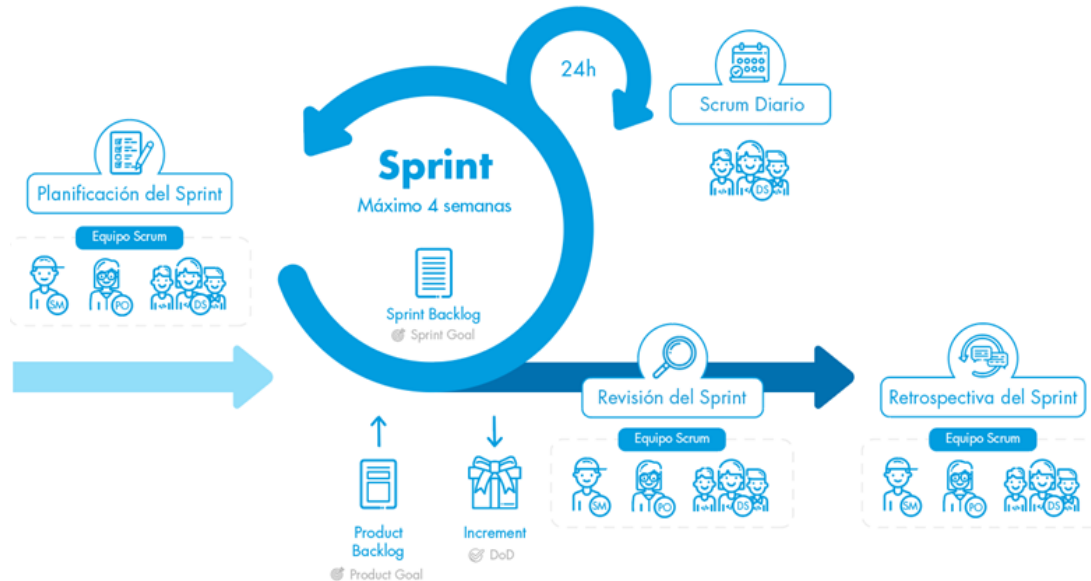 24h
Scrum Diario
DS
Sprint
Máximo 4 semanas
Planificación del Sprint
Equipo Scrum
SM
PO
DS
Sprint Backlog
Sprint Goal
Revisión del Sprint
Equipo Scrum
SM
PO
DS
Retrospectiva del Sprint
Equipo Scrum
SM
PO
DS
Product
Backlog
Product Goal
Increment
DoD